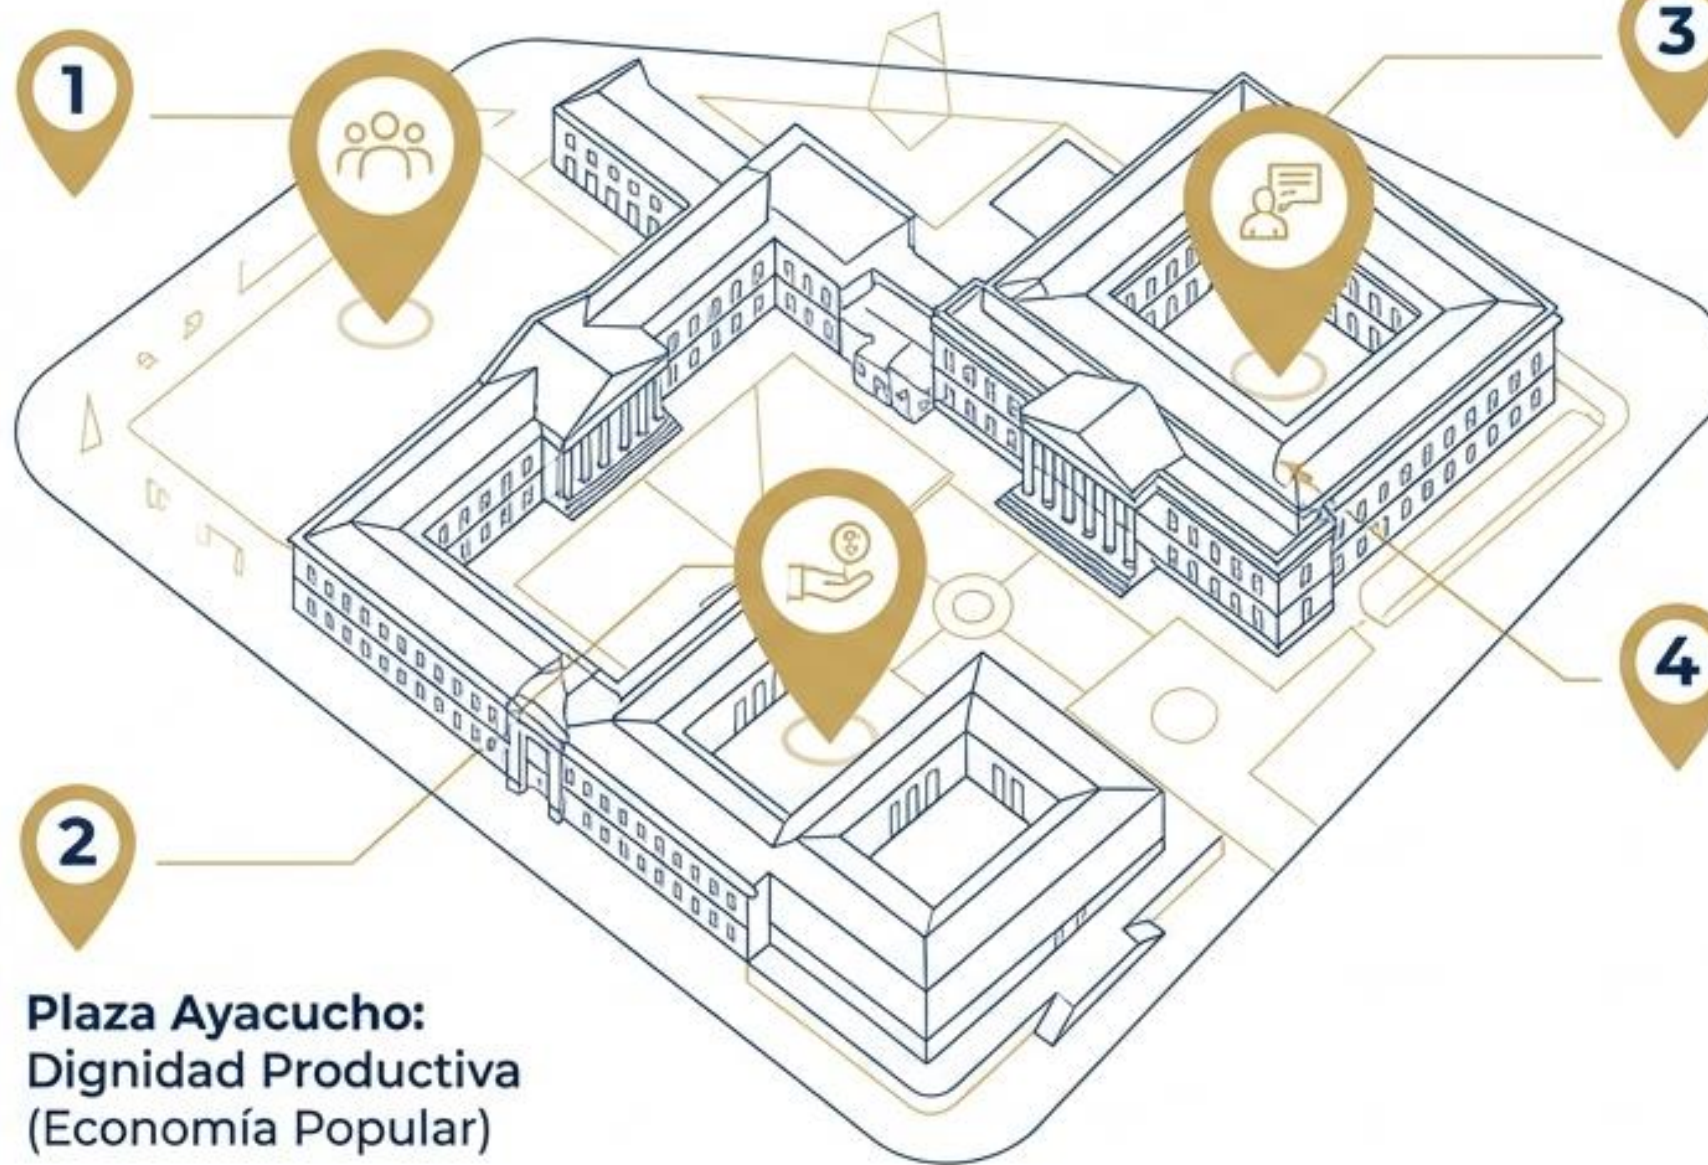 1
3
4
2
Plaza Ayacucho:
Dignidad Productiva
(Economía Popular)